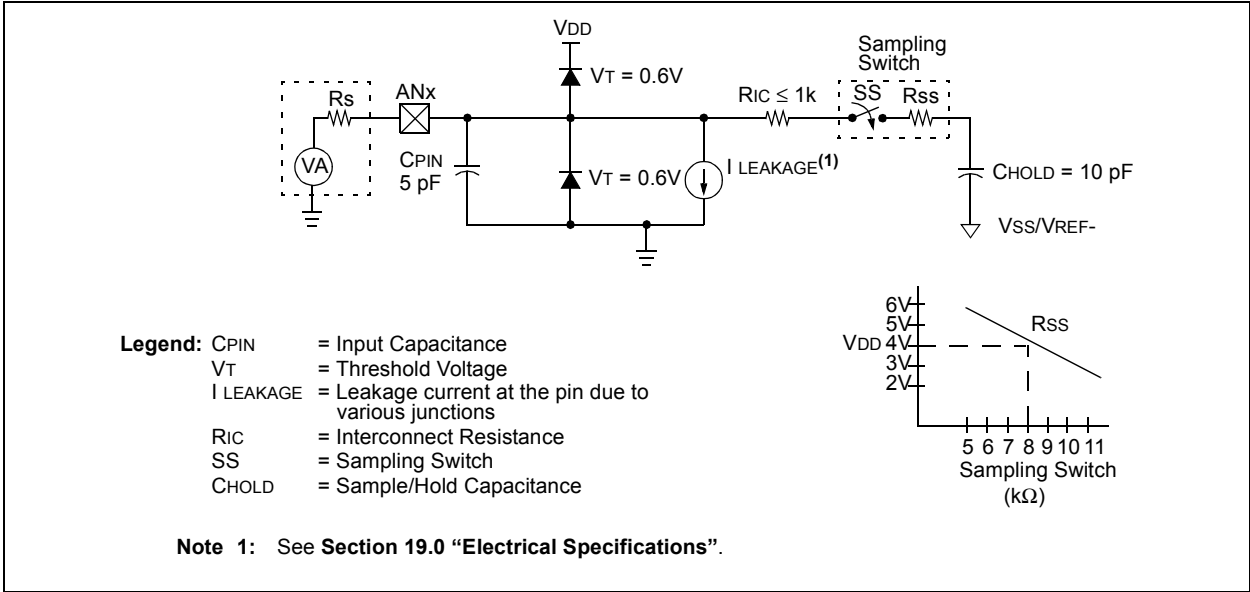 VDD
Sampling
Switch
VT = 0.6V
ANx
Rs
RIC ≤ 1k
SS
Rss
VA
CPIN
5 pF
VT = 0.6V
I LEAKAGE(1)
CHOLD = 10 pF
VSS/VREF-
6V
5V
VDD 4V
3V
2V
RSS
5 6 7 8 9 10 11
Sampling Switch
(kΩ)
Legend: CPIN = Input Capacitance
VT = Threshold Voltage
I LEAKAGE = Leakage current at the pin due to
various junctions
RIC = Interconnect Resistance
SS = Sampling Switch
CHOLD = Sample/Hold Capacitance
Note 1: See Section 19.0 “Electrical Specifications”.